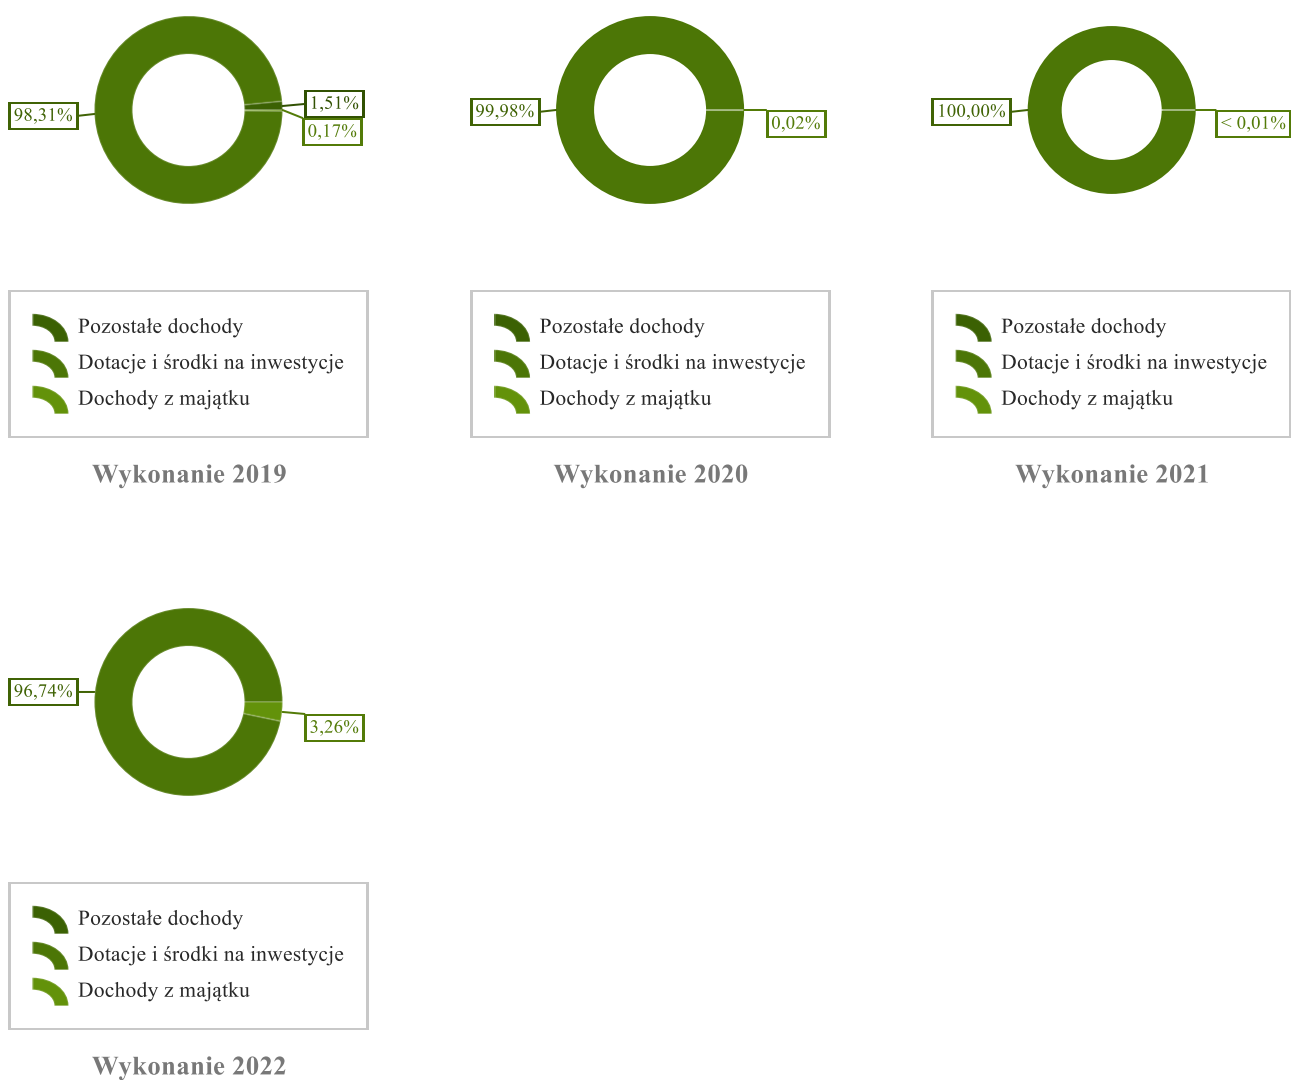 98,31%
1,51%
0,17%
Pozostałe dochody
Dotacje i środki na inwestycje
Dochody z majątku
Wykonanie 2019
99,98%
0,02%
Pozostałe dochody
Dotacje i środki na inwestycje
Dochody z majątku
Wykonanie 2020
100,00%
< 0,01%
Pozostałe dochody
Dotacje i środki na inwestycje
Dochody z majątku
Wykonanie 2021
96,74%
3,26%
Pozostałe dochody
Dotacje i środki na inwestycje
Dochody z majątku
Wykonanie 2022